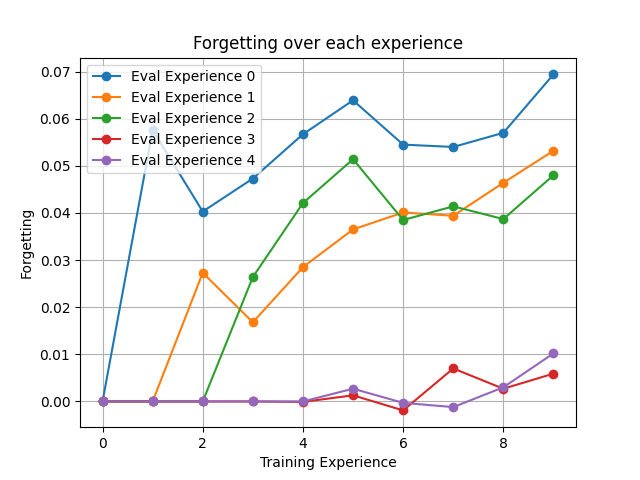 Forgetting over each experience
Eval Experience 0
Eval Experience 1
Eval Experience 2
Eval Experience 3
Eval Experience 4
0.07
0.06
0.05
0.04
0.03
0.02
0.01
0.00
Forgetting
0 2 4 6 8
Training Experience